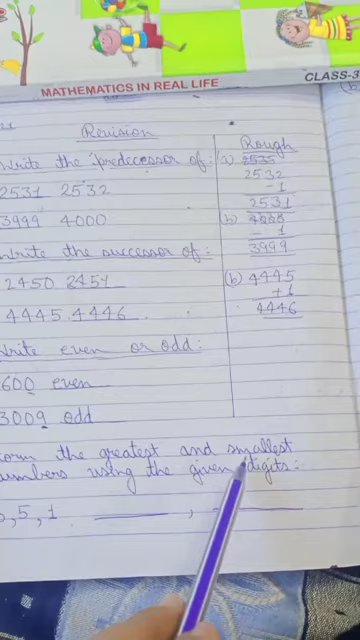 MATHEMATICS IN REAL LIFE
CLASS-3
Revision
Write the predecessor of:
2531 2532
3999 4000
Write the successor of:
2450 2451
4445 4446
Write even or odd:
600 even
3009 odd
Form the greatest and smallest
numbers using the given digits:
, 5, 1 ,
Rough
(a) 2535
2532
-1
2531
(b) 4000
- 1
3999
(b) 4445
+ 1
4446